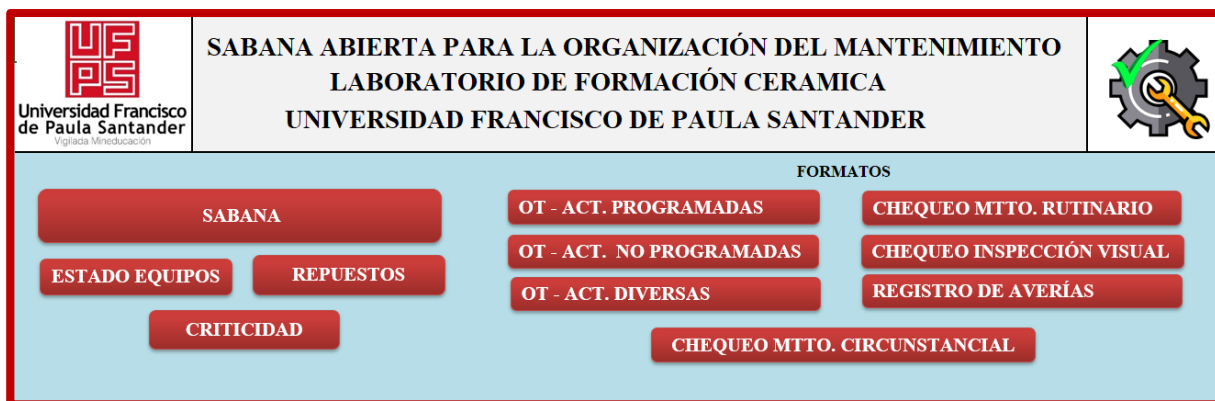 UFPS
Universidad Francisco
de Paula Santander
Vigilada Mineducación
SABANA ABIERTA PARA LA ORGANIZACIÓN DEL MANTENIMIENTO
LABORATORIO DE FORMACIÓN CERAMICA
UNIVERSIDAD FRANCISCO DE PAULA SANTANDER
SABANA
ESTADO EQUIPOS
REPUESTOS
CRITICIDAD
FORMATOS
OT - ACT. PROGRAMADAS
CHEQUEO MTTO. RUTINARIO
OT - ACT. NO PROGRAMADAS
CHEQUEO INSPECCIÓN VISUAL
OT - ACT. DIVERSAS
REGISTRO DE AVERÍAS
CHEQUEO MTTO. CIRCUNSTANCIAL